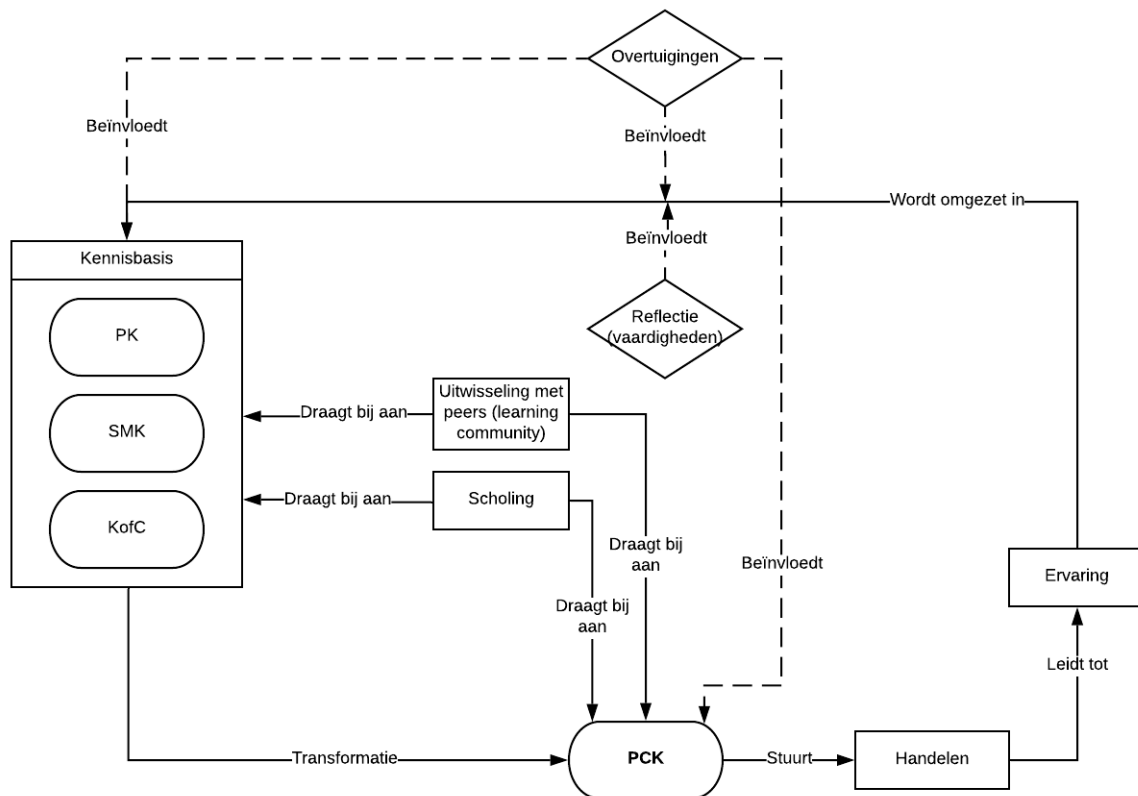 Overtuigingen
Beïnvloedt
Beïnvloedt
Wordt omgezet in
Beïnvloedt
Kennisbasis
Reflectie
(vaardigheden)
PK
Uitwisseling met
peers (learning
community)
Draagt bij aan
SMK
Draagt bij aan
Scholing
KofC
Draagt bij
aan
Beïnvloedt
Ervaring
Draagt bij
aan
Leidt tot
Transformatie
PCK
Stuurt
Handelen